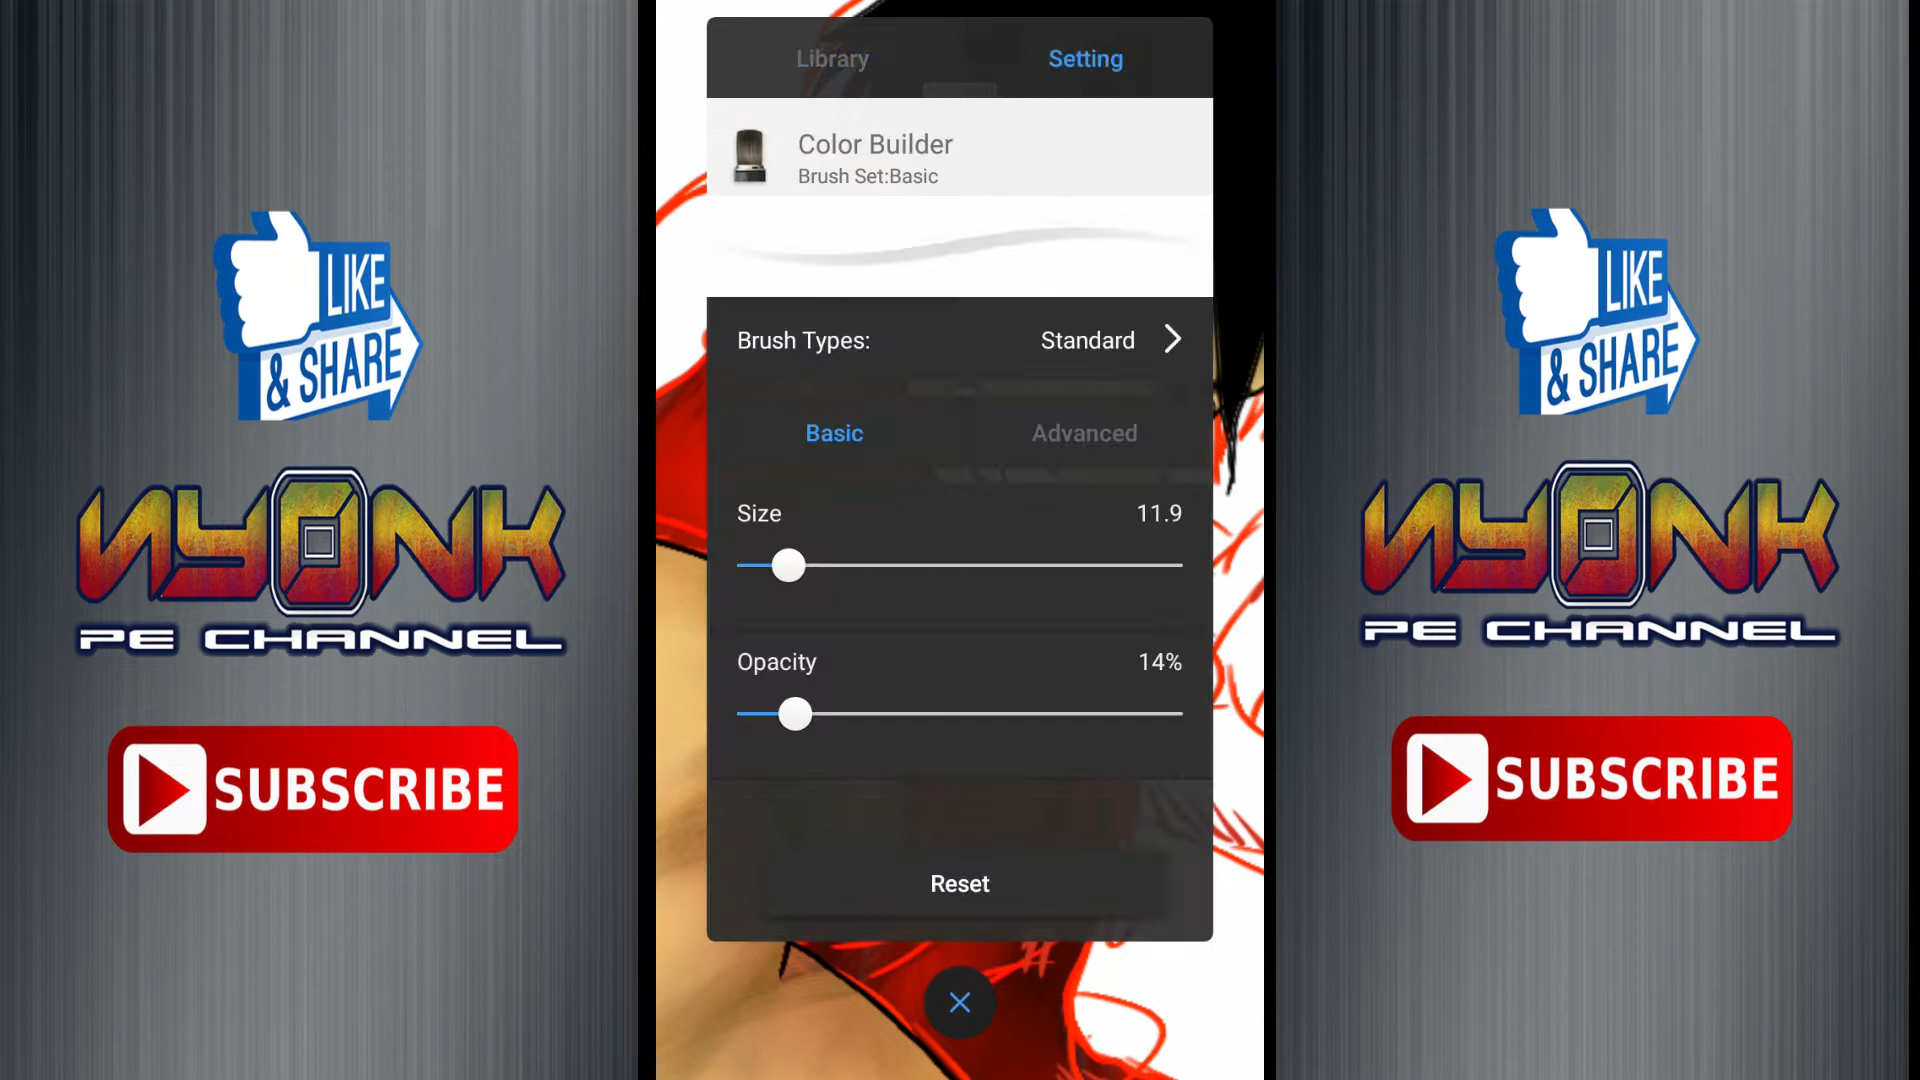 LIKE
& SHARE
NYONK
PE CHANNEL
SUBSCRIBE
Library
Setting
Color Builder
Brush Set:Basic
Brush Types:
Standard
Basic
Advanced
Size
11.9
Opacity
14%
Reset
LIKE
& SHARE
NYONK
PE CHANNEL
SUBSCRIBE